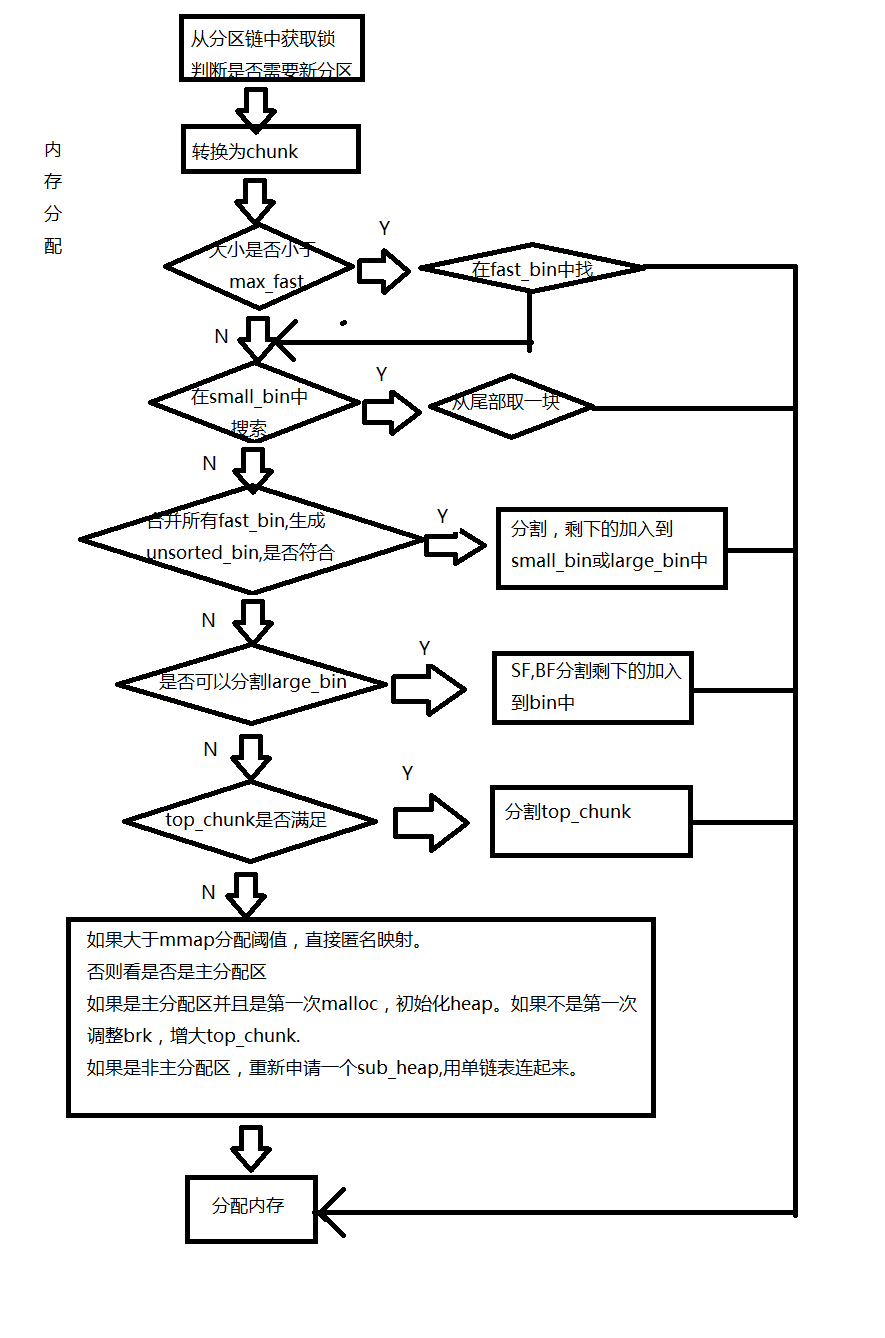 从分区链中获取锁
判断是否需要新分区
转换为chunk
内
存
分
配
大小是否小于
max_fast
Y
在fast_bin中找
N
在small_bin中
搜索
Y
从尾部取一块
N
合并所有fast_bin,生成
unsorted_bin,是否符合
Y
分割，剩下的加入到
small_bin或large_bin中
N
是否可以分割large_bin
Y
SF,BF分割剩下的加入
到bin中
N
top_chunk是否满足
Y
分割top_chunk
N
如果大于mmap分配阈值，直接匿名映射。
否则看是否是主分配区
如果是主分配区并且是第一次malloc，初始化heap。如果不是第一次
调整brk，增大top_chunk.
如果是非主分配区，重新申请一个sub_heap,用单链表连起来。
分配内存